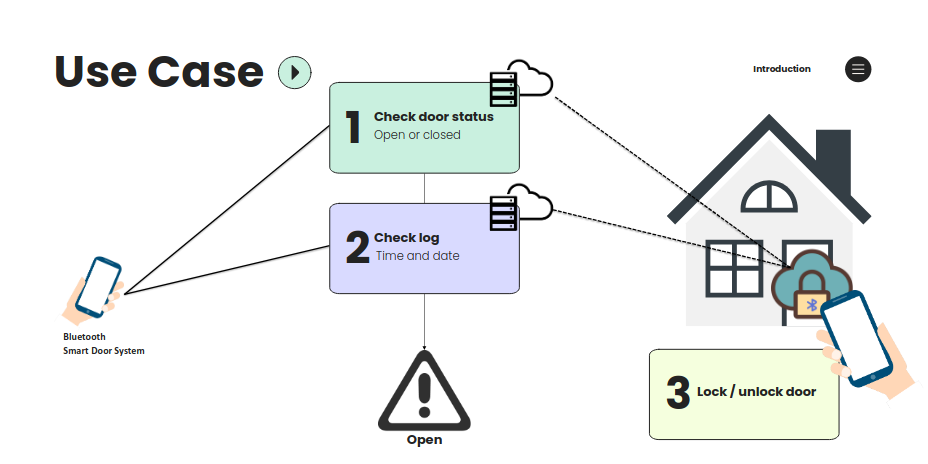 Use Case
Introduction
1
Check door status
Open or closed
2
Check log
Time and date
Bluetooth
Smart Door System
3
Lock / unlock door
Open